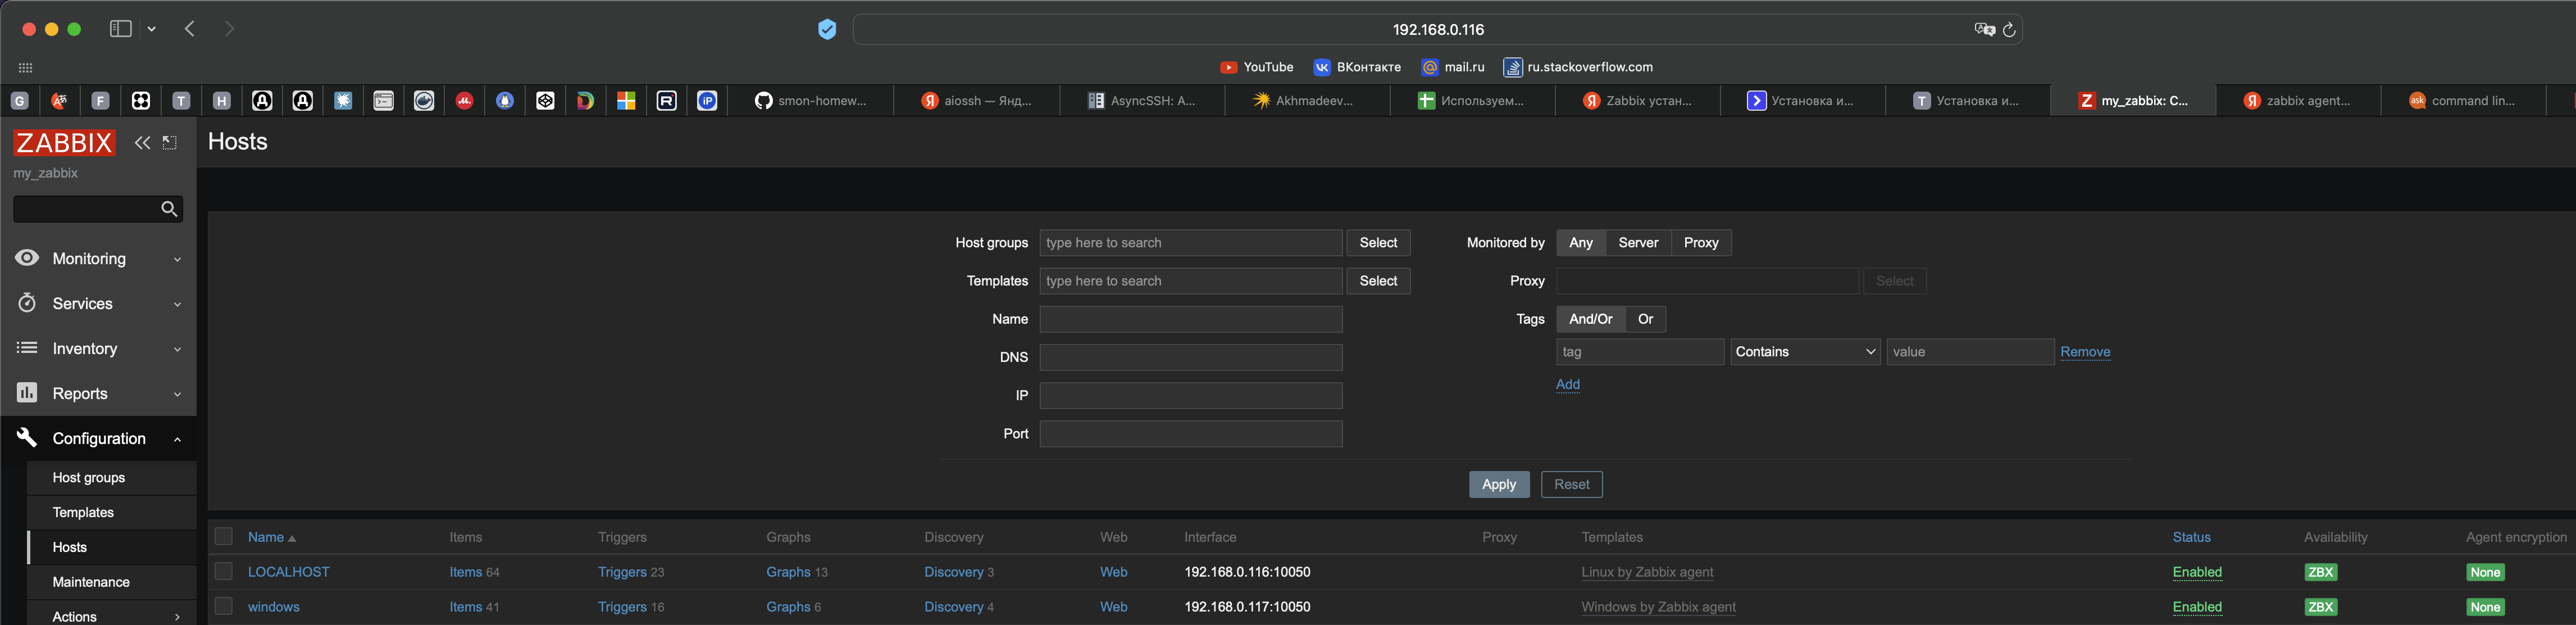 192.168.0.116
YouTube ВКонтакте mail.ru ru.stackoverflow.com
smon-homew... aiossh — Янд... AsyncSSH: A... Akhmadeev... Используем... Zabbix устан... Установка и... Установка и... my_zabbix: C... zabbix agent... command lin...
ZABBIX
my_zabbix
Monitoring
Services
Inventory
Reports
Configuration
Host groups
Templates
Hosts
Maintenance
Actions
Hosts
Host groups type here to search Select
Templates type here to search Select
Name
DNS
IP
Port
Monitored by Any Server Proxy
Proxy Select
Tags And/Or Or
tag Contains value Remove
Add
Apply Reset
Name Items Triggers Graphs Discovery Web Interface Proxy Templates Status Availability Agent encryption
LOCALHOST Items 64 Triggers 23 Graphs 13 Discovery 3 Web 192.168.0.116:10050 Linux by Zabbix agent Enabled ZBX None
windows Items 41 Triggers 16 Graphs 6 Discovery 4 Web 192.168.0.117:10050 Windows by Zabbix agent Enabled ZBX None